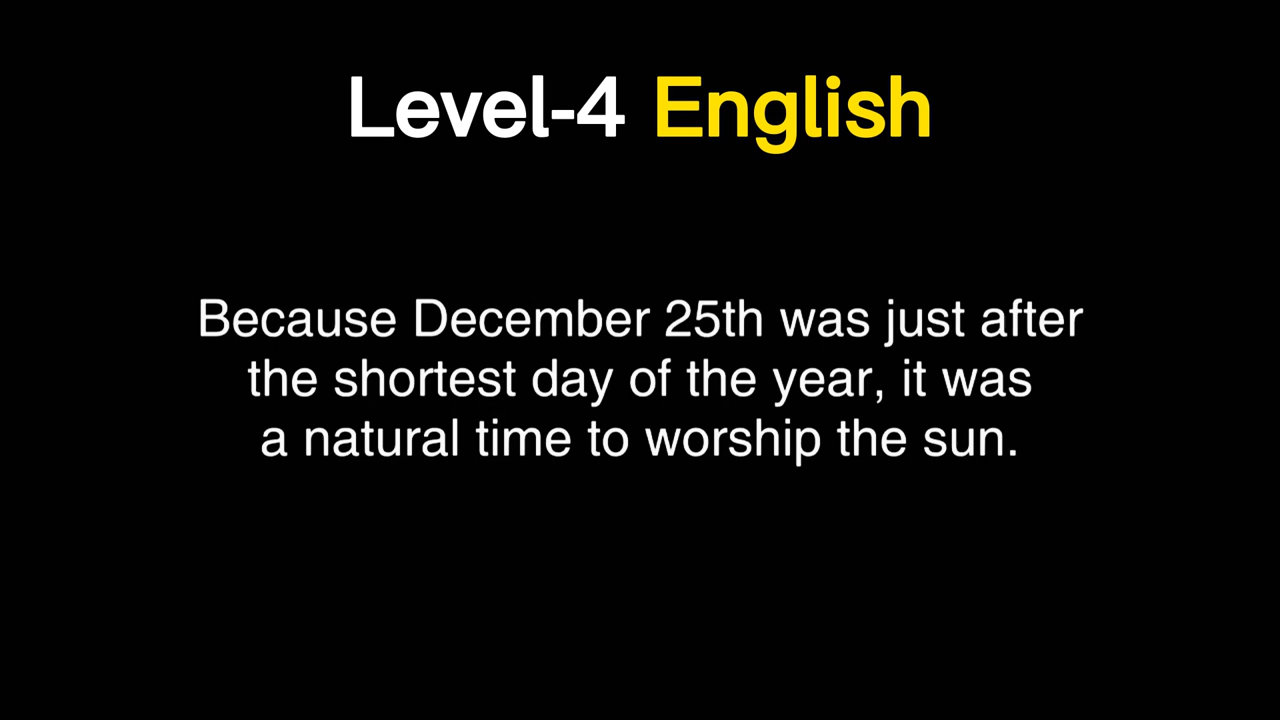 Level-4 English
Because December 25th was just after
the shortest day of the year, it was
a natural time to worship the sun.